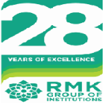 28
YEARS OF EXCELLENCE
RMK
GROUP OF
INSTITUTIONS